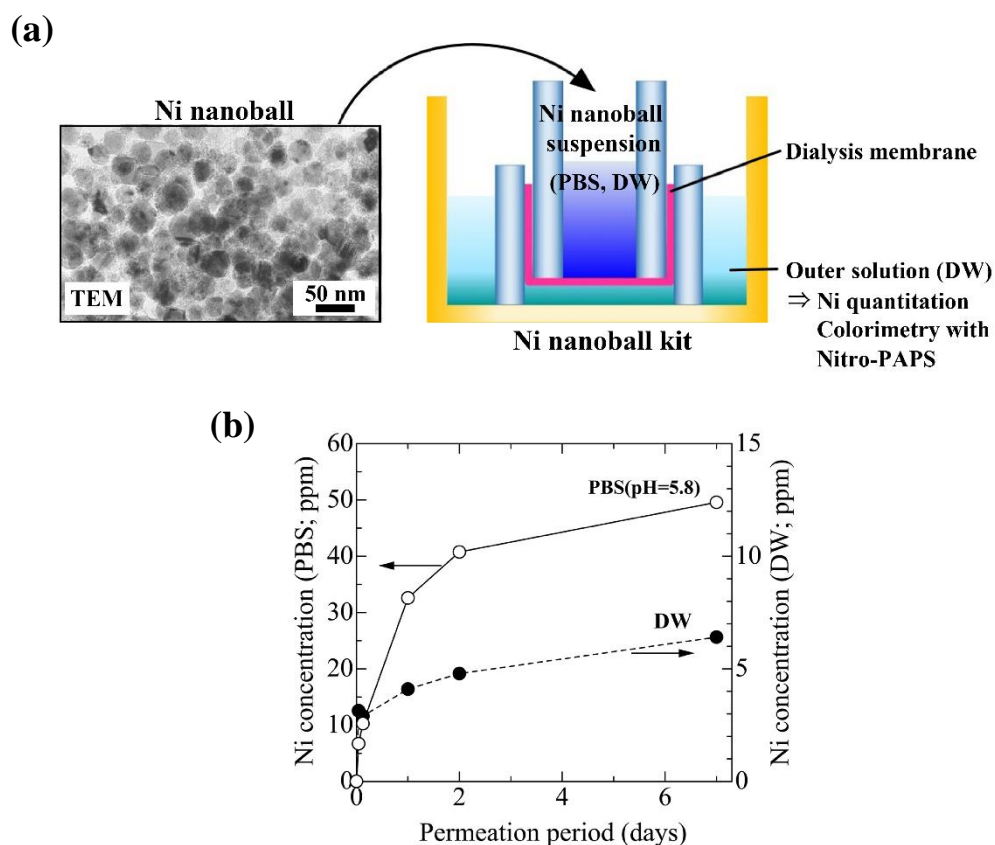 (a)
Ni nanoball
TEM
50 nm
Ni nanoball
suspension
(PBS, DW)
Dialysis membrane
Outer solution (DW)
⇒ Ni quantitation
Colorimetry with
Nitro-PAPS
Ni nanoball kit
(b)
Ni concentration (PBS; ppm)
60
50
40
30
20
10
0
PBS(pH=5.8)
DW
15
10
5
0
Ni concentration (DW; ppm)
0
2
4
6
Permeation period (days)